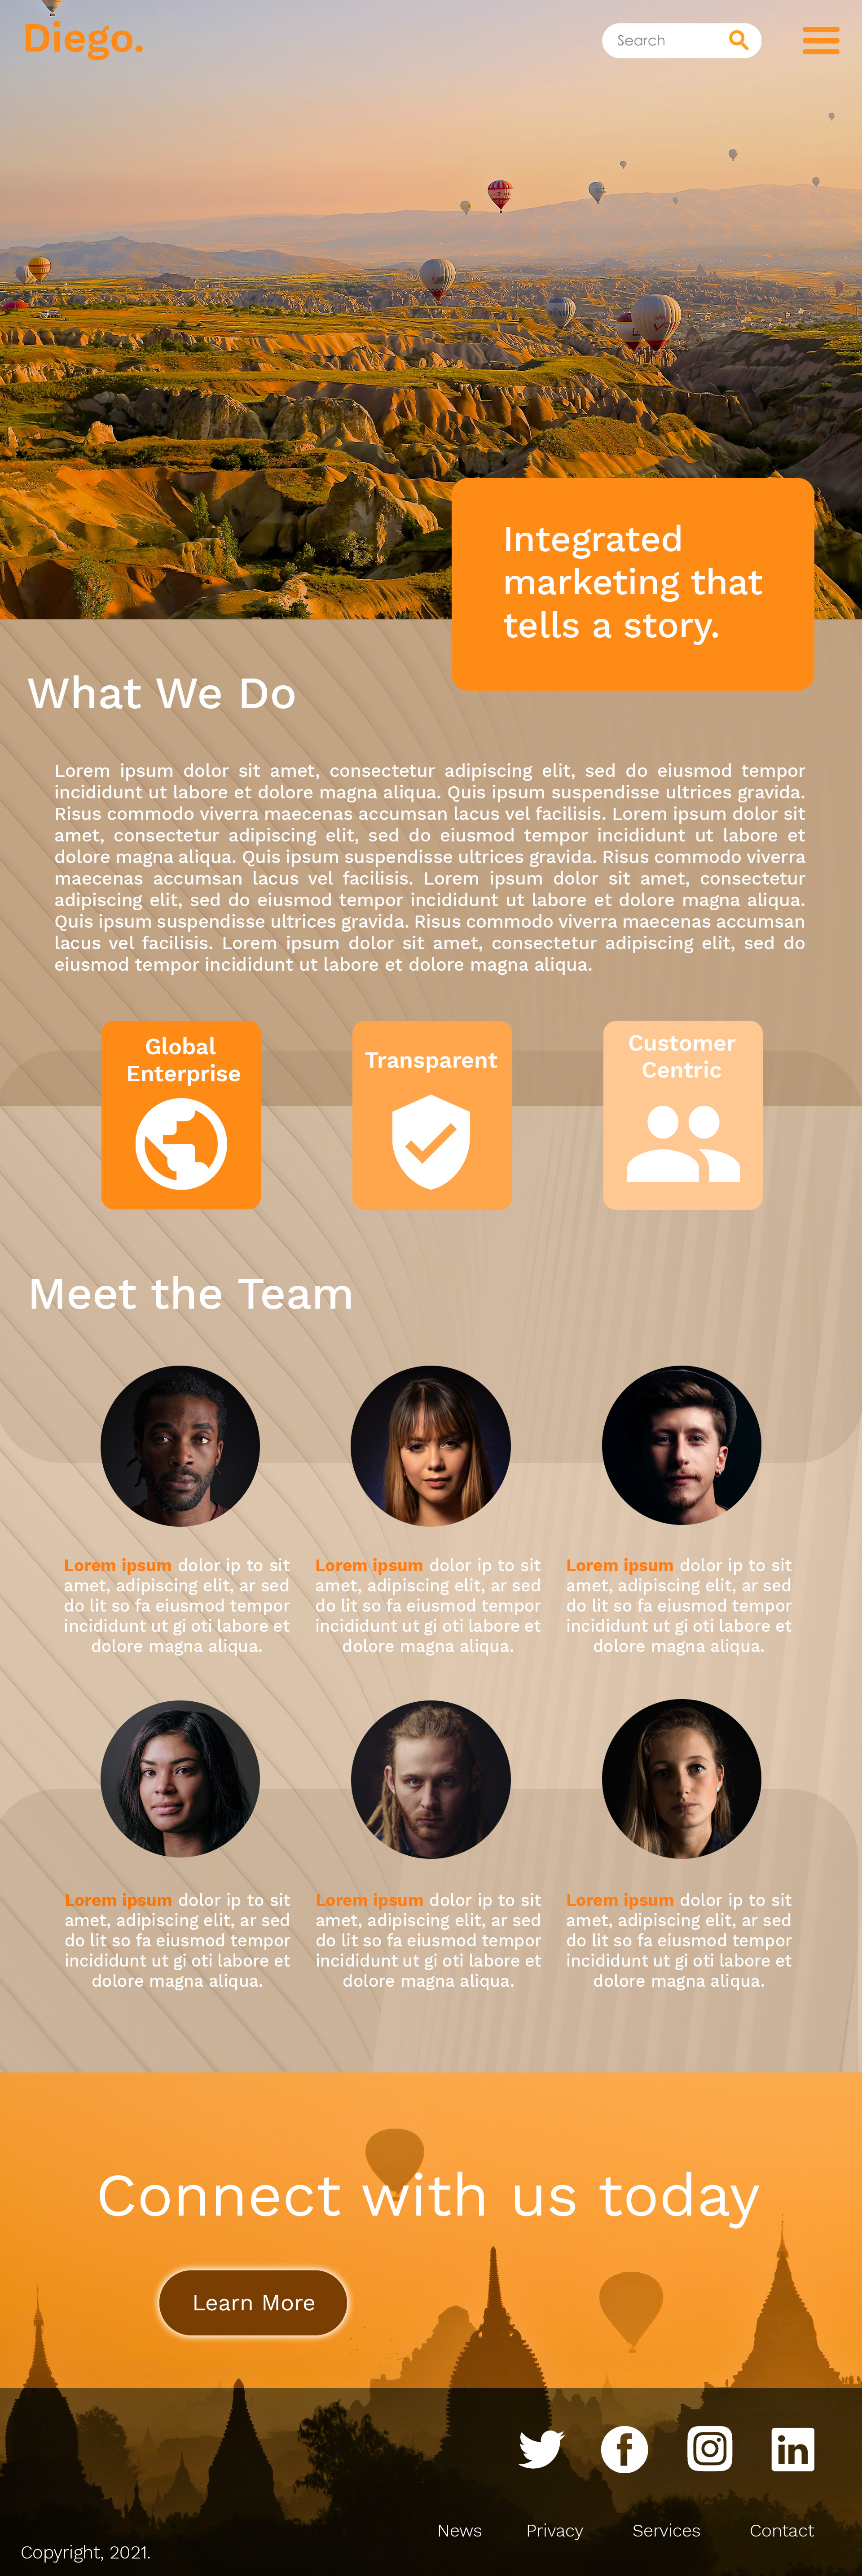 Diego.
Search
Integrated
marketing that
tells a story.
What We Do
Lorem ipsum dolor sit amet, consectetur adipiscing elit, sed do eiusmod tempor
incididunt ut labore et dolore magna aliqua. Quis ipsum suspendisse ultrices gravida.
Risus commodo viverra maecenas accumsan lacus vel facilisis. Lorem ipsum dolor sit
amet, consectetur adipiscing elit, sed do eiusmod tempor incididunt ut labore et
dolore magna aliqua. Quis ipsum suspendisse ultrices gravida. Risus commodo viverra
maecenas accumsan lacus vel facilisis. Lorem ipsum dolor sit amet, consectetur
adipiscing elit, sed do eiusmod tempor incididunt ut labore et dolore magna aliqua.
Quis ipsum suspendisse ultrices gravida. Risus commodo viverra maecenas accumsan
lacus vel facilisis. Lorem ipsum dolor sit amet, consectetur adipiscing elit, sed do
eiusmod tempor incididunt ut labore et dolore magna aliqua.
Global
Enterprise
Transparent
Customer
Centric
Meet the Team
Lorem ipsum dolor ip to sit
amet, adipiscing elit, ar sed
do lit so fa eiusmod tempor
incididunt ut gi oti labore et
dolore magna aliqua.
Lorem ipsum dolor ip to sit
amet, adipiscing elit, ar sed
do lit so fa eiusmod tempor
incididunt ut gi oti labore et
dolore magna aliqua.
Lorem ipsum dolor ip to sit
amet, adipiscing elit, ar sed
do lit so fa eiusmod tempor
incididunt ut gi oti labore et
dolore magna aliqua.
Lorem ipsum dolor ip to sit
amet, adipiscing elit, ar sed
do lit so fa eiusmod tempor
incididunt ut gi oti labore et
dolore magna aliqua.
Lorem ipsum dolor ip to sit
amet, adipiscing elit, ar sed
do lit so fa eiusmod tempor
incididunt ut gi oti labore et
dolore magna aliqua.
Lorem ipsum dolor ip to sit
amet, adipiscing elit, ar sed
do lit so fa eiusmod tempor
incididunt ut gi oti labore et
dolore magna aliqua.
Connect with us today
Learn More
f
in
News
Privacy
Services
Contact
Copyright, 2021.